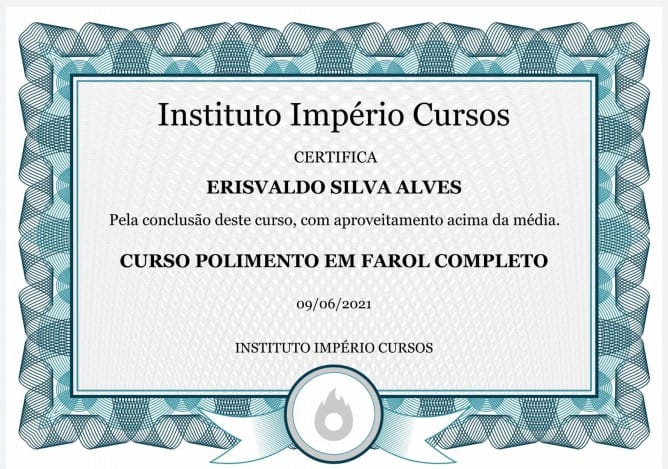 Instituto Império Cursos
CERTIFICA
ERISVALDO SILVA ALVES
Pela conclusão deste curso, com aproveitamento acima da média.
CURSO POLIMENTO EM FAROL COMPLETO
09/06/2021
INSTITUTO IMPÉRIO CURSOS